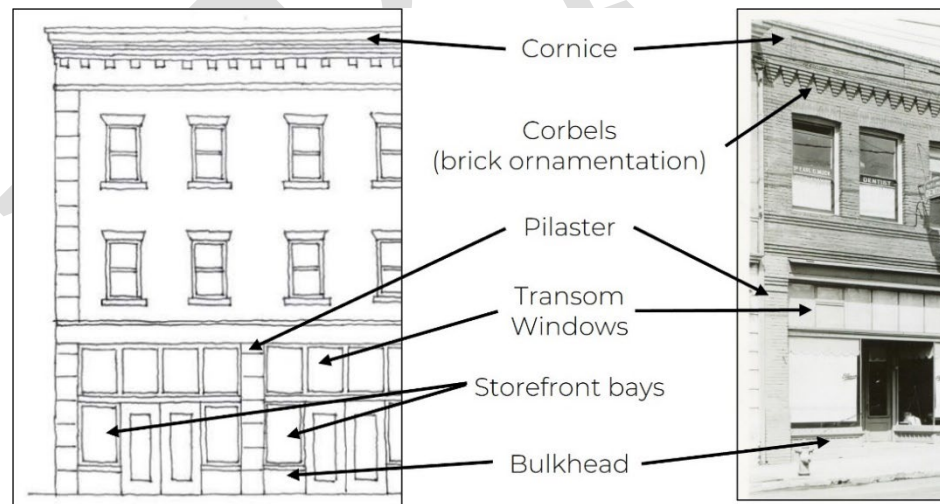 Cornice
Corbels
(brick ornamentation)
Pilaster
Transom
Windows
Storefront bays
Bulkhead
DENTIST